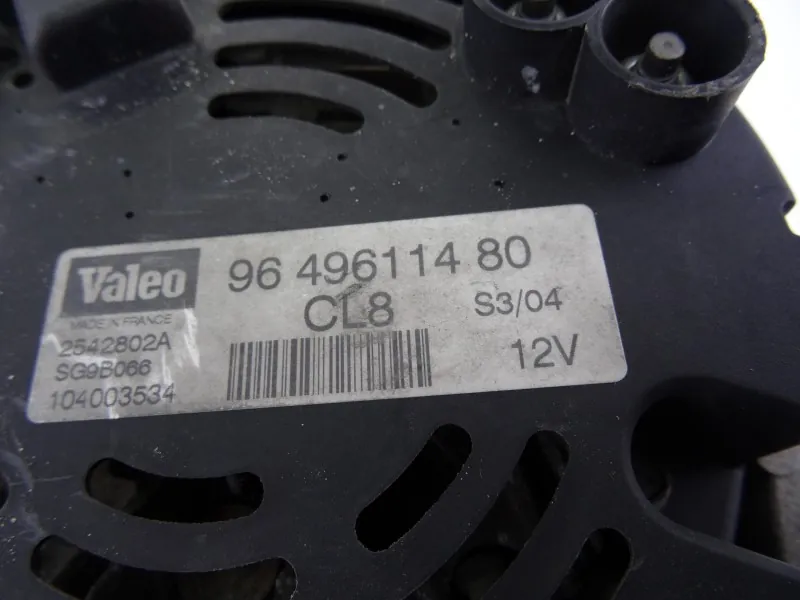 Valeo
MADE IN FRANCE
2542802A
SG9B066
104003534
96 496114 80
CL8
S3/04
12V